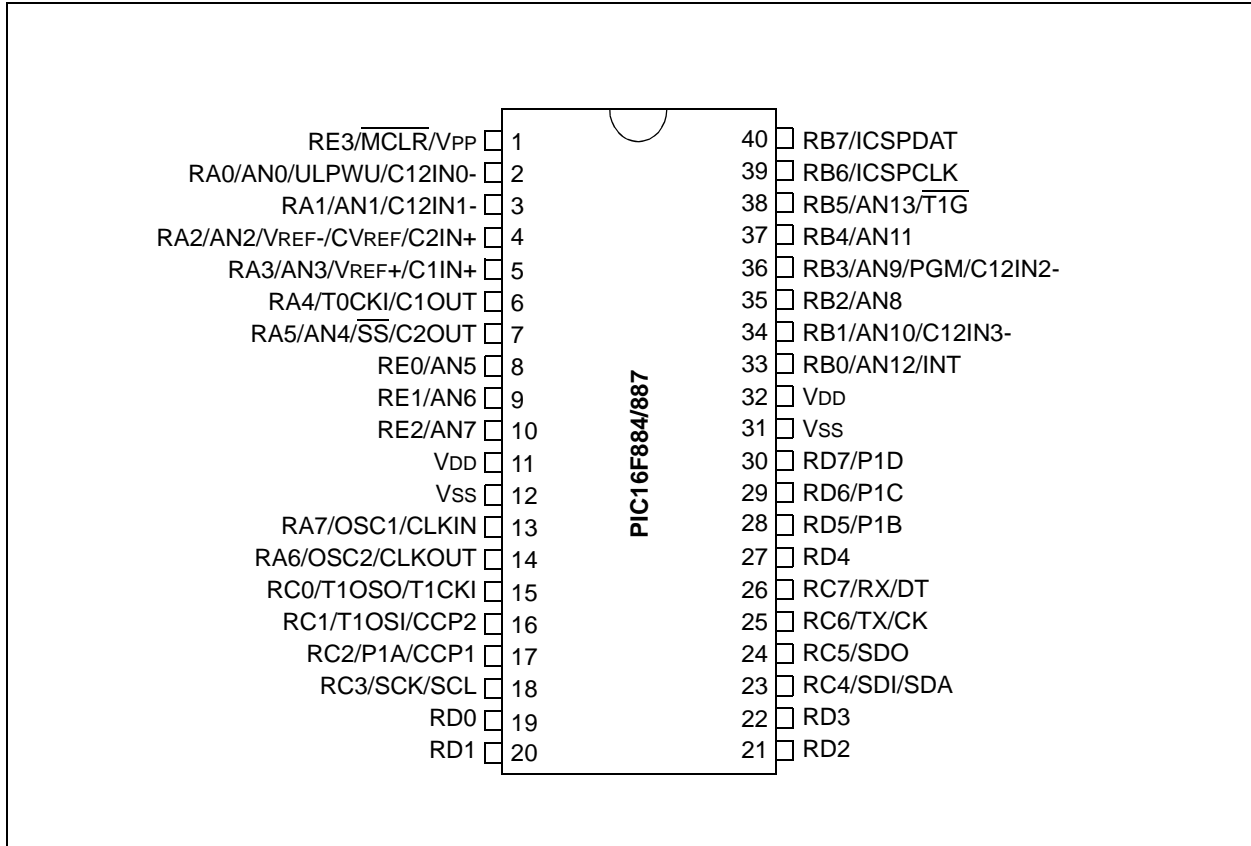 RE3/MCLR/VPP 1 40 RB7/ICSPDAT
RA0/AN0/ULPWU/C12IN0- 2 39 RB6/ICSPCLK
RA1/AN1/C12IN1- 3 38 RB5/AN13/T1G
RA2/AN2/VREF-/CVREF/C2IN+ 4 37 RB4/AN11
RA3/AN3/VREF+/C1IN+ 5 36 RB3/AN9/PGM/C12IN2-
RA4/T0CKI/C1OUT 6 35 RB2/AN8
RA5/AN4/SS/C2OUT 7 34 RB1/AN10/C12IN3-
RE0/AN5 8 33 RB0/AN12/INT
RE1/AN6 9 32 VDD
RE2/AN7 10 31 VSS
VDD 11 30 RD7/P1D
VSS 12 29 RD6/P1C
RA7/OSC1/CLKIN 13 28 RD5/P1B
RA6/OSC2/CLKOUT 14 27 RD4
RC0/T1OSO/T1CKI 15 26 RC7/RX/DT
RC1/T1OSI/CCP2 16 25 RC6/TX/CK
RC2/P1A/CCP1 17 24 RC5/SDO
RC3/SCK/SCL 18 23 RC4/SDI/SDA
RD0 19 22 RD3
RD1 20 21 RD2
PIC16F884/887